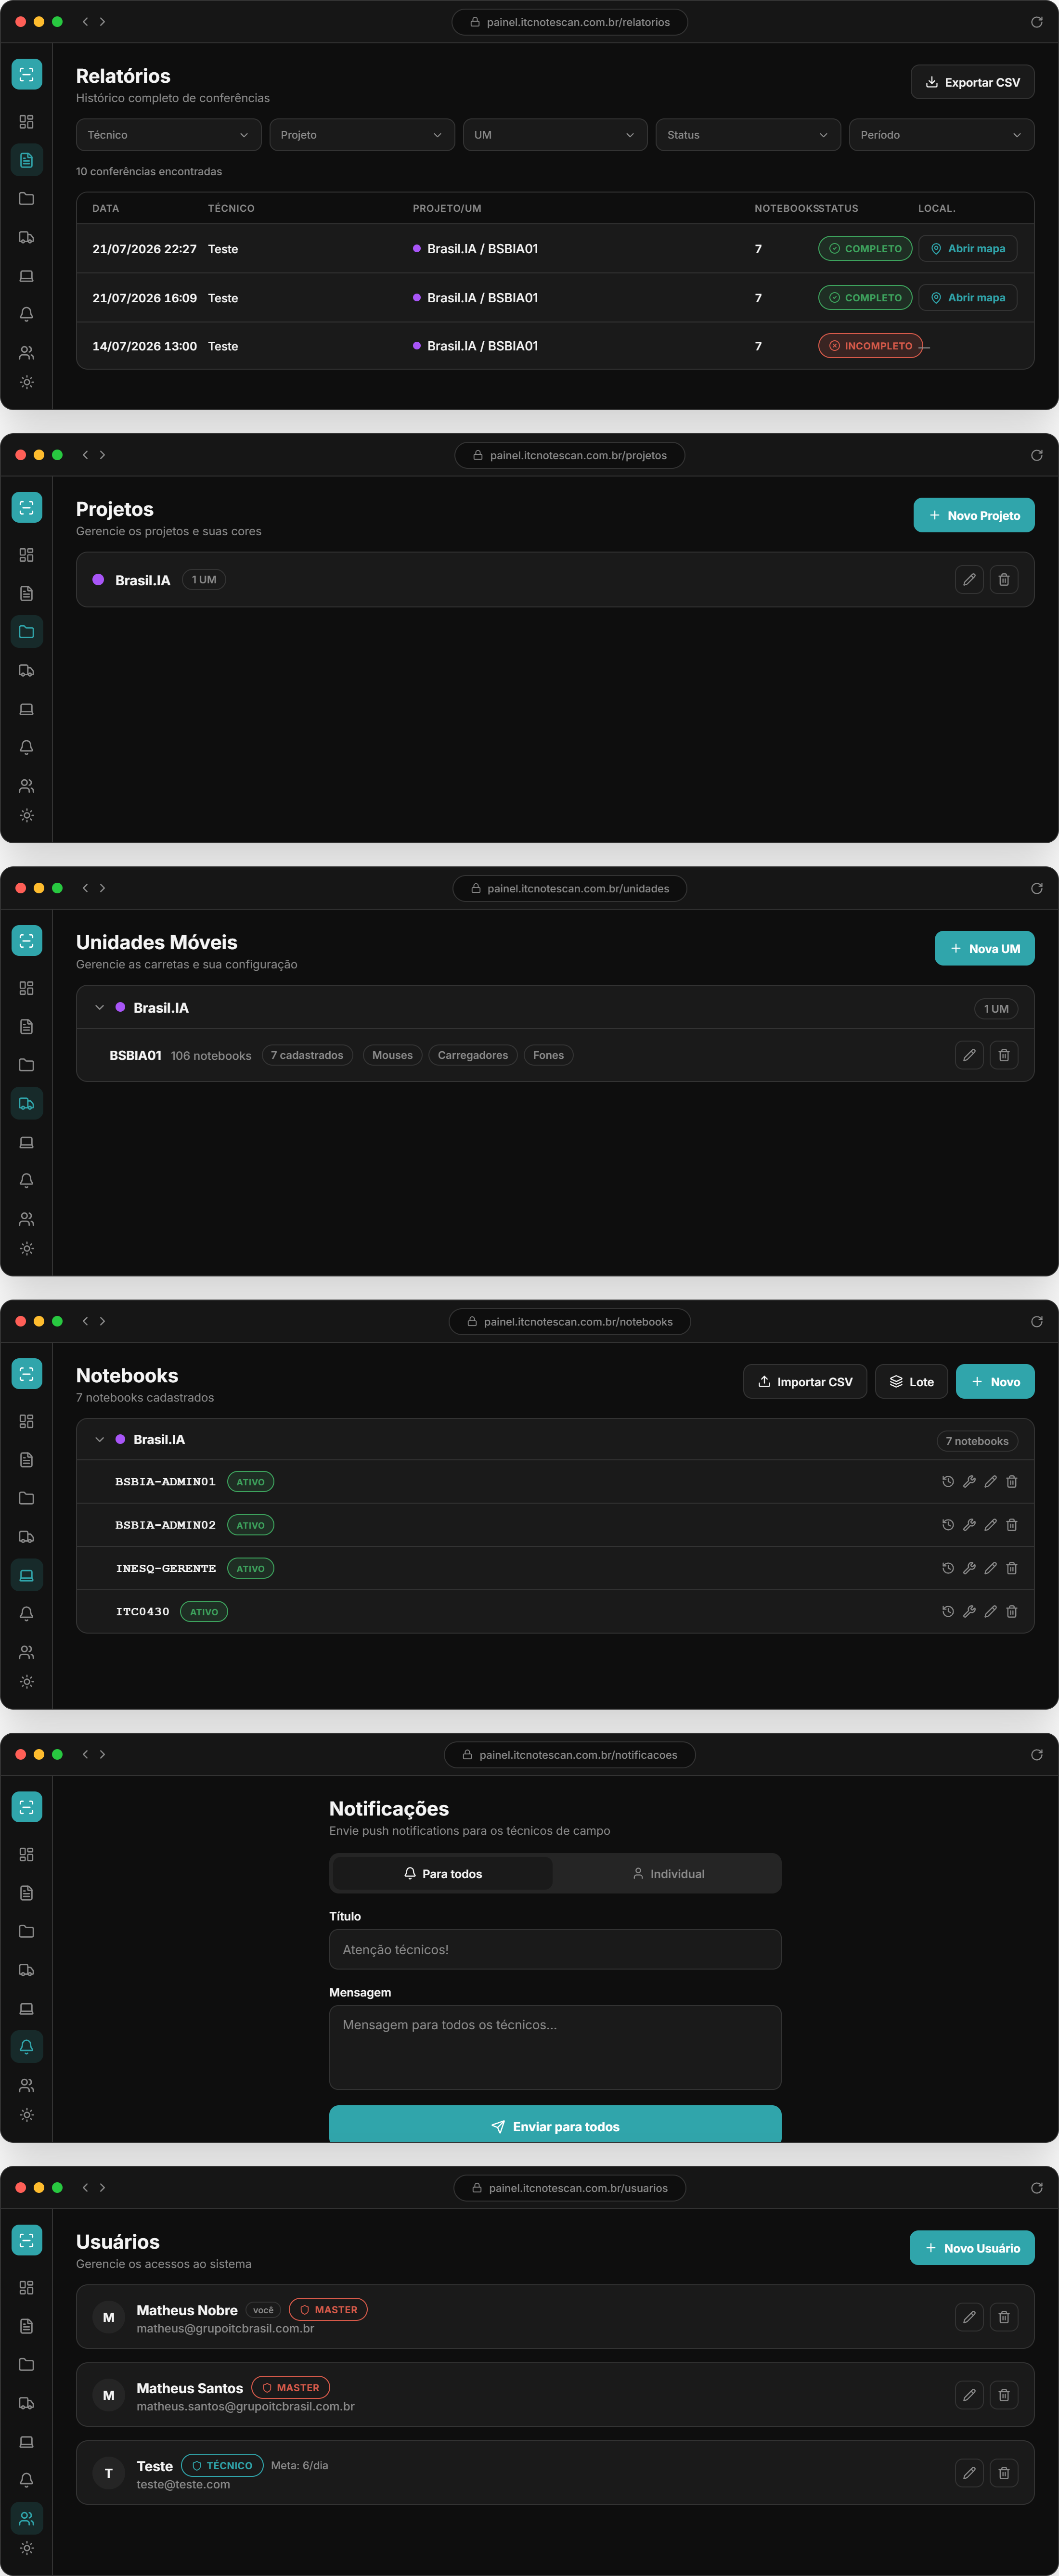 painel.itcnotescan.com.br/relatorios
Relatórios
Histórico completo de conferências
Exportar CSV
Técnico Projeto UM Status Período
10 conferências encontradas
DATA TÉCNICO PROJETO/UM NOTEBOOKS STATUS LOCAL.
21/07/2026 22:27 Teste Brasil.IA / BSBIA01 7 COMPLETO Abrir mapa
21/07/2026 16:09 Teste Brasil.IA / BSBIA01 7 COMPLETO Abrir mapa
14/07/2026 13:00 Teste Brasil.IA / BSBIA01 7 INCOMPLETO —
painel.itcnotescan.com.br/projetos
Projetos
Gerencie os projetos e suas cores
Novo Projeto
Brasil.IA 1 UM
painel.itcnotescan.com.br/unidades
Unidades Móveis
Gerencie as carretas e sua configuração
Nova UM
Brasil.IA 1 UM
BSBIA01 106 notebooks 7 cadastrados Mouses Carregadores Fones
painel.itcnotescan.com.br/notebooks
Notebooks
7 notebooks cadastrados
Importar CSV Lote Novo
Brasil.IA 7 notebooks
BSBIA-ADMIN01 ATIVO
BSBIA-ADMIN02 ATIVO
INESQ-GERENTE ATIVO
ITC0430 ATIVO
painel.itcnotescan.com.br/notificacoes
Notificações
Envie push notifications para os técnicos de campo
Para todos Individual
Título
Atenção técnicos!
Mensagem
Mensagem para todos os técnicos...
Enviar para todos
painel.itcnotescan.com.br/usuarios
Usuários
Gerencie os acessos ao sistema
Novo Usuário
M Matheus Nobre você MASTER
matheus@grupoitcbrasil.com.br
M Matheus Santos MASTER
matheus.santos@grupoitcbrasil.com.br
T Teste TÉCNICO Meta: 6/dia
teste@teste.com